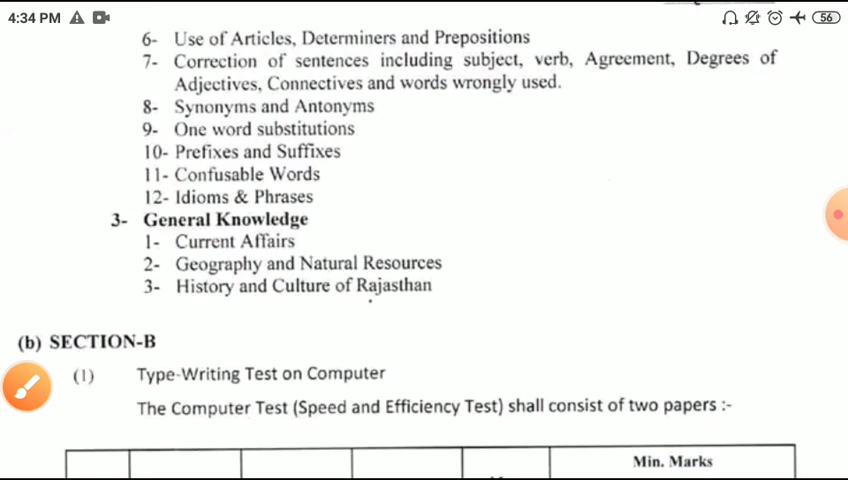 4:34 PM
56
6- Use of Articles, Determiners and Prepositions
7- Correction of sentences including subject, verb, Agreement, Degrees of
Adjectives, Connectives and words wrongly used.
8- Synonyms and Antonyms
9- One word substitutions
10- Prefixes and Suffixes
11- Confusable Words
12- Idioms & Phrases
3- General Knowledge
1- Current Affairs
2- Geography and Natural Resources
3- History and Culture of Rajasthan
(b) SECTION-B
(1) Type-Writing Test on Computer
The Computer Test (Speed and Efficiency Test) shall consist of two papers :-
Min. Marks